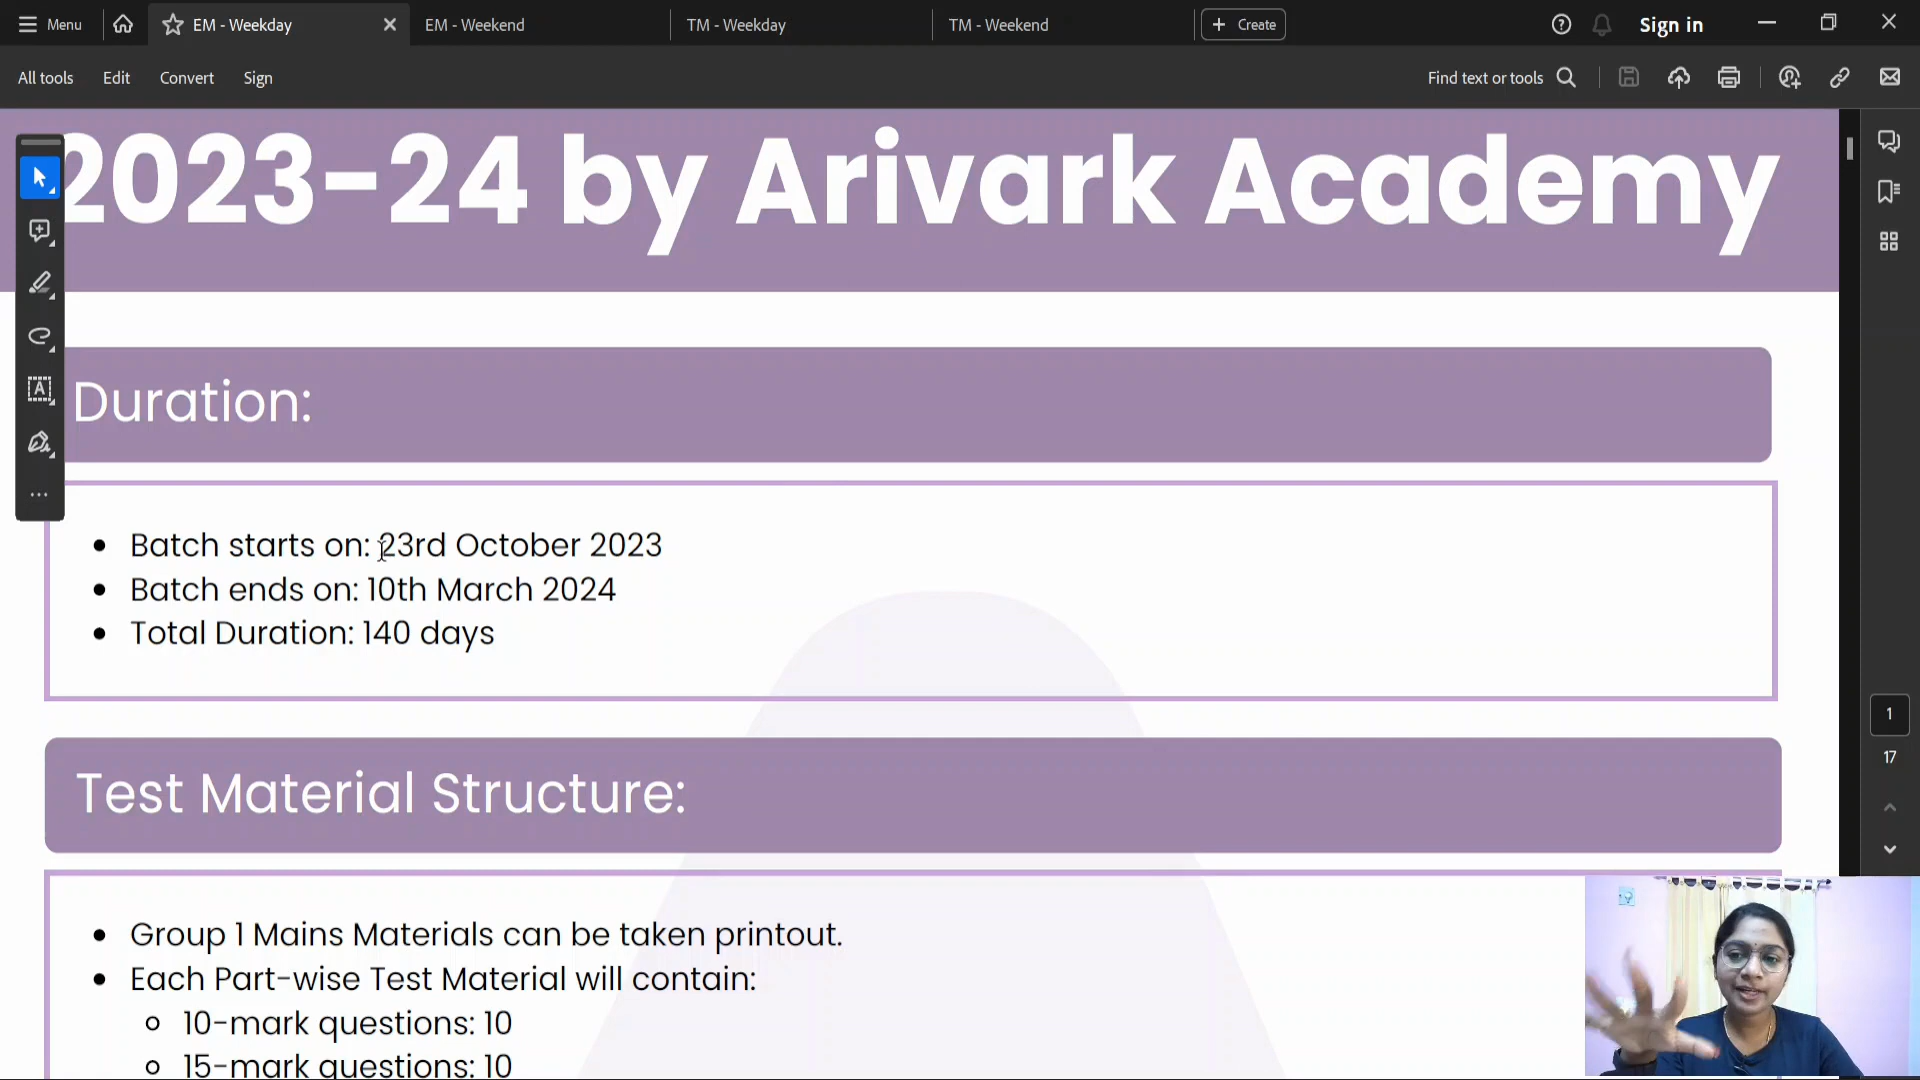 Menu
EM - Weekday
EM - Weekend
TM - Weekday
TM - Weekend
Create
Sign in
All tools
Edit
Convert
Sign
Find text or tools
2023-24 by Arivark Academy
Duration:
Batch starts on: 23rd October 2023
Batch ends on: 10th March 2024
Total Duration: 140 days
Test Material Structure:
Group 1 Mains Materials can be taken printout.
Each Part-wise Test Material will contain:
10-mark questions: 10
15-mark questions: 10
1
17